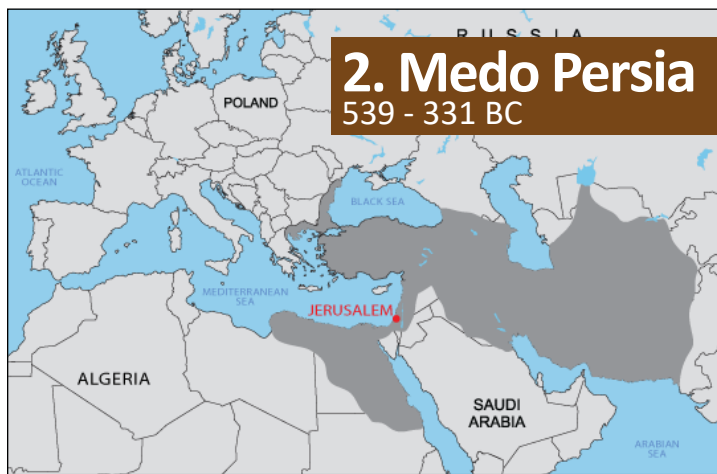 RUSSIA
2. Medo Persia
539 - 331 BC
POLAND
ATLANTIC
OCEAN
BLACK SEA
MEDITERRANEAN
SEA
JERUSALEM
ALGERIA
SAUDI
ARABIA
ARABIAN
SEA